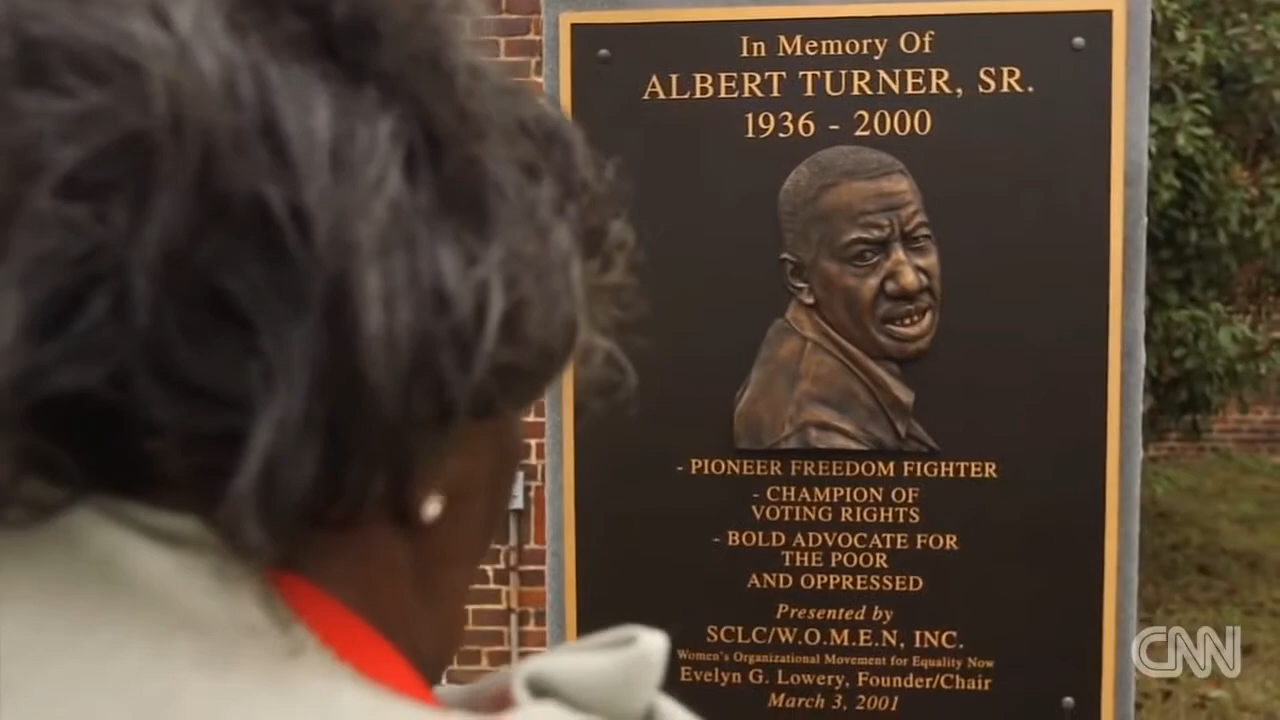 In Memory Of
ALBERT TURNER, SR.
1936 - 2000
- PIONEER FREEDOM FIGHTER
- CHAMPION OF
VOTING RIGHTS
- BOLD ADVOCATE FOR
THE POOR
AND OPPRESSED
Presented by
SCLC/W.O.M.E.N, INC.
Women's Organizational Movement for Equality Now
Evelyn G. Lowery, Founder/Chair
March 3, 2001
CNN